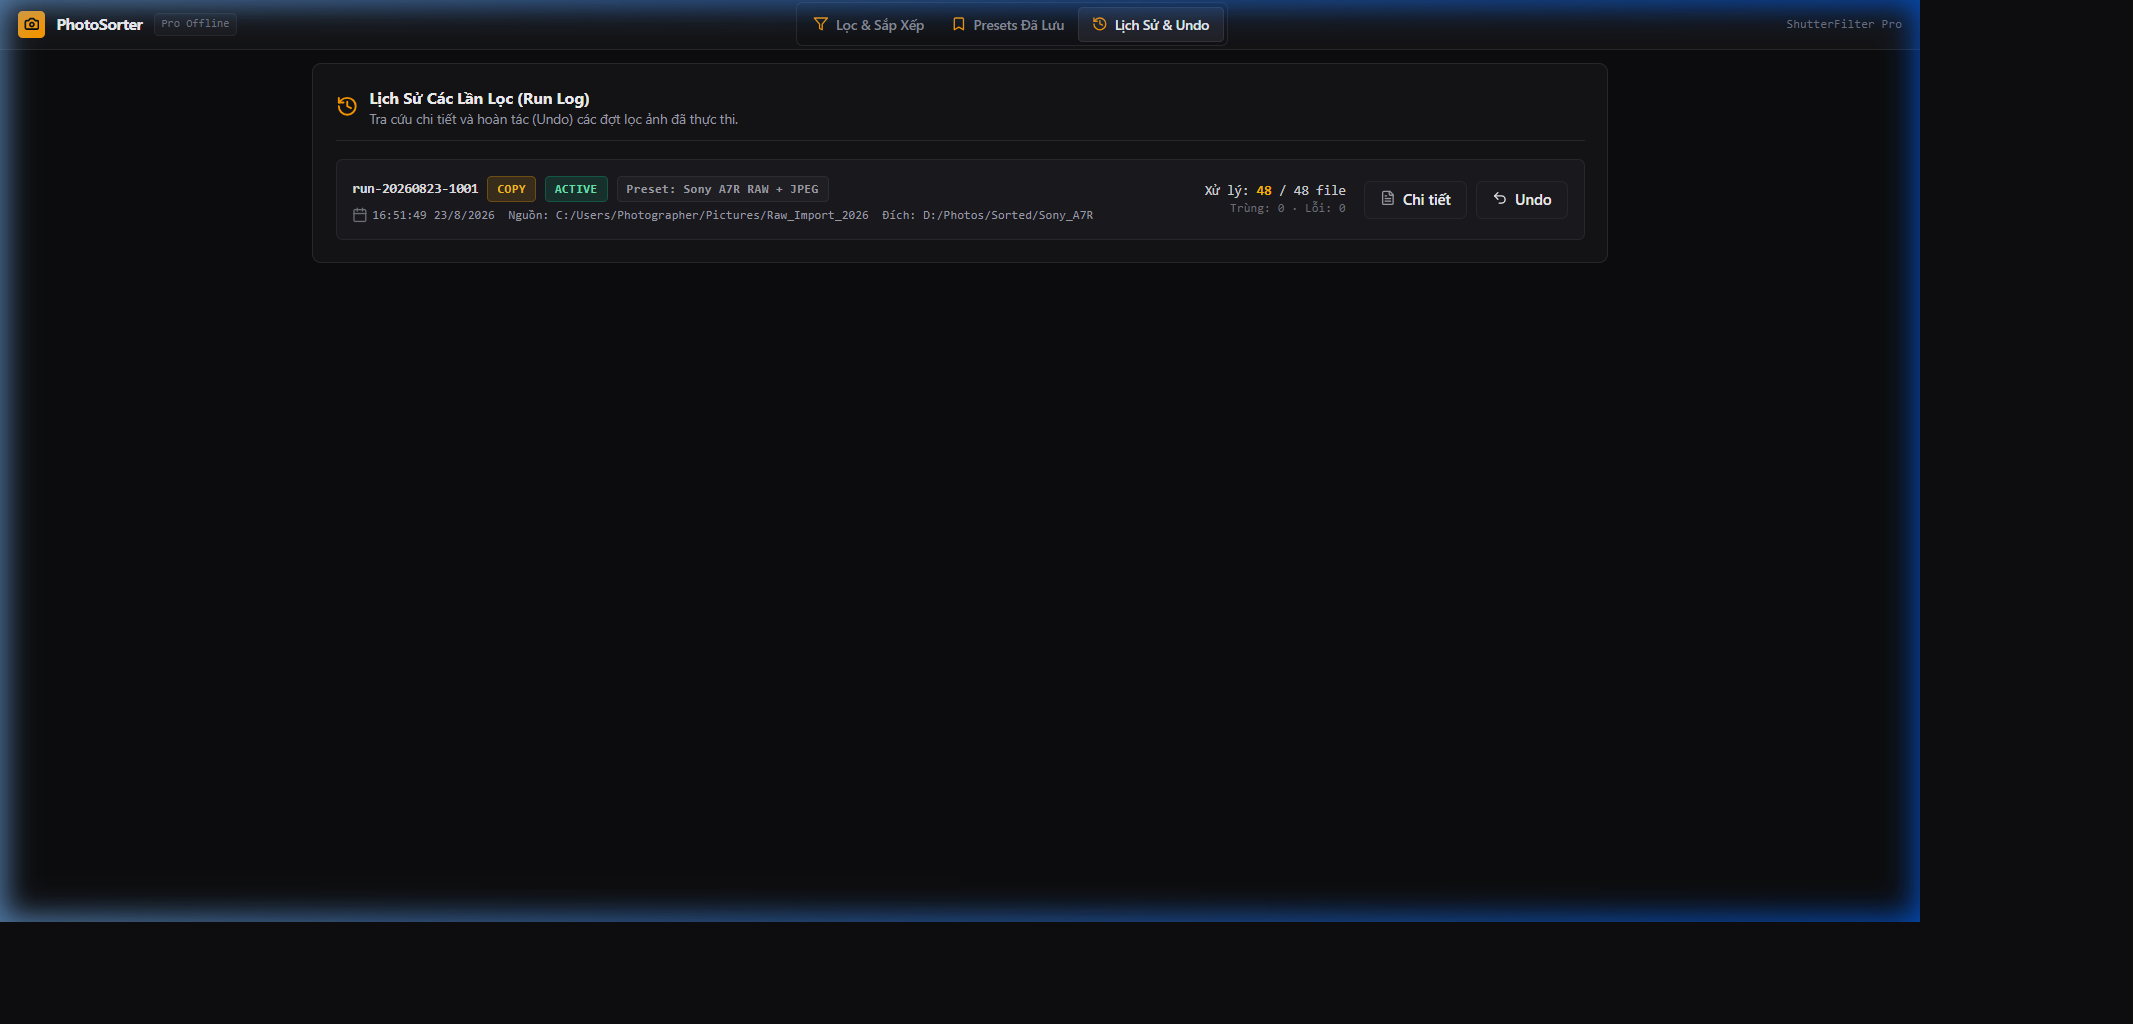 PhotoSorter Pro Offline Lọc & Sắp Xếp Presets Đã Lưu Lịch Sử & Undo ShutterFilter Pro
Lịch Sử Các Lần Lọc (Run Log)
Tra cứu chi tiết và hoàn tác (Undo) các đợt lọc ảnh đã thực thi.
run-20260823-1001 COPY ACTIVE Preset: Sony A7R RAW + JPEG
16:51:49 23/8/2026 Nguồn: C:/Users/Photographer/Pictures/Raw_Import_2026 Đích: D:/Photos/Sorted/Sony_A7R
Xử lý: 48 / 48 file
Trùng: 0 · Lỗi: 0
Chi tiết Undo